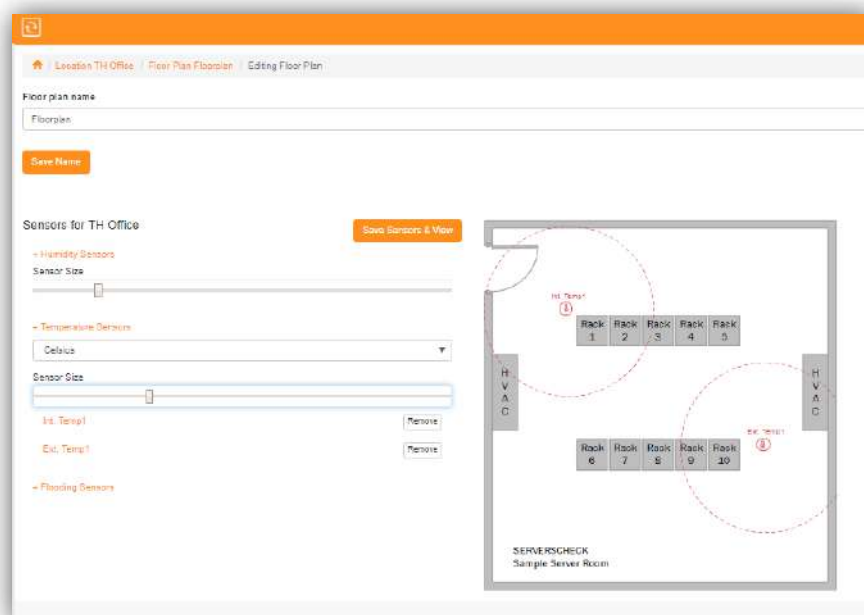 Location TH Office / Floor Plan Floorplan / Editing Floor Plan
Floor plan name
Floorplan
Save Name
Sensors for TH Office
Save Sensors & View
+ Humidity Sensors
Sensor Size
+ Temperature Sensors
Celsius
Sensor Size
Int. Temp1
Remove
Ext. Temp1
Remove
+ Flooding Sensors
Int. Temp1
Rack 1
Rack 2
Rack 3
Rack 4
Rack 5
HVAC
HVAC
Ext. Temp1
Rack 6
Rack 7
Rack 8
Rack 9
Rack 10
SERVERSCHECK
Sample Server Room